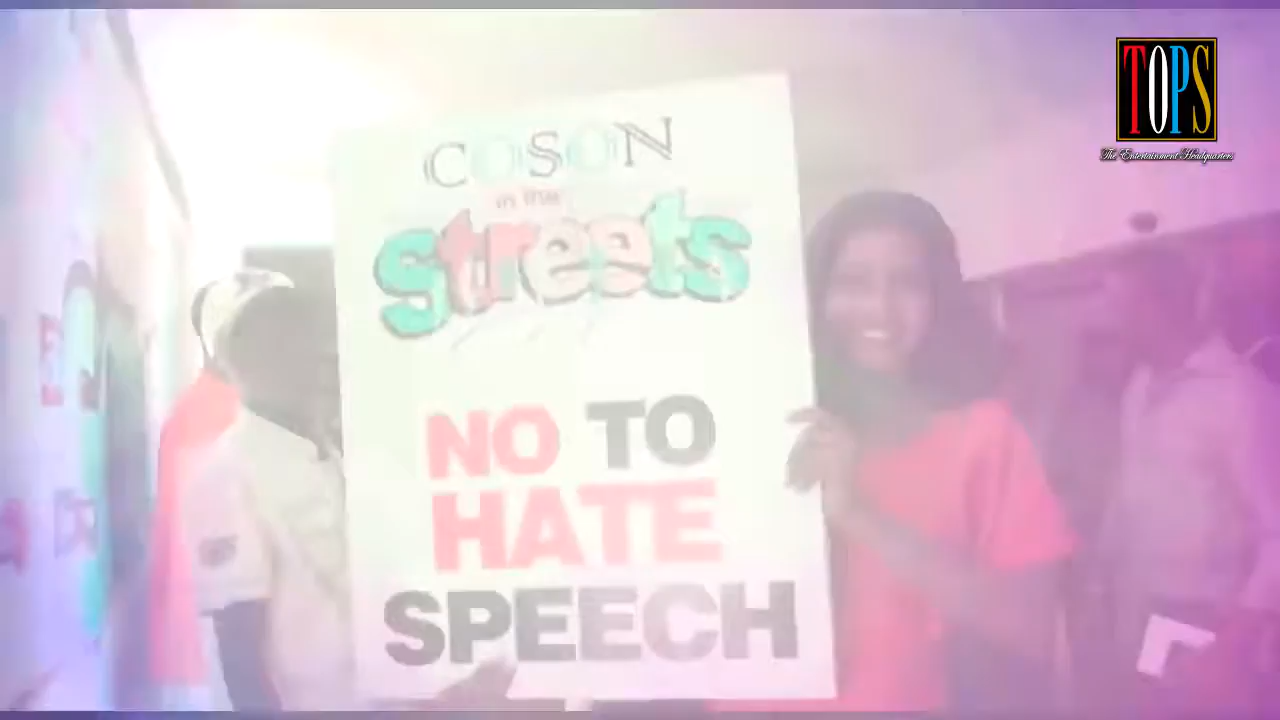 TOPS
The Entertainment Headquarters
COSON
in the
streets
NO TO
HATE
SPEECH